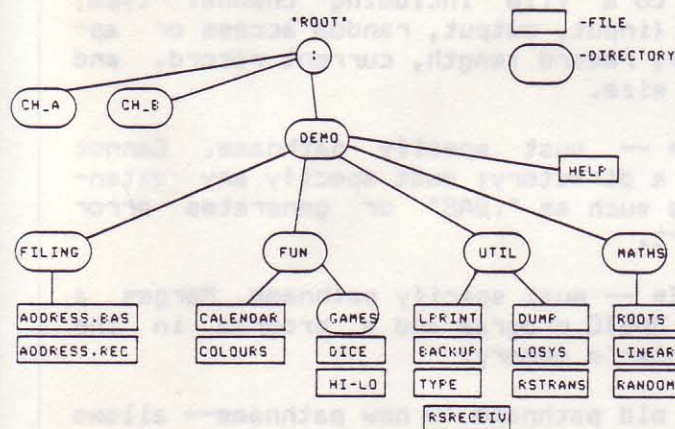 "ROOT"
:
-FILE
-DIRECTORY
CH_A
CH_B
DEMO
HELP
FILING
FUN
UTIL
MATHS
ADDRESS.BAS
ADDRESS.REC
CALENDAR
COLOURS
GAMES
DICE
HI-LO
LPRINT
BACKUP
TYPE
RSRECEIV
DUMP
LOSYS
RSTRANS
ROOTS
LINEAR
RANDOM